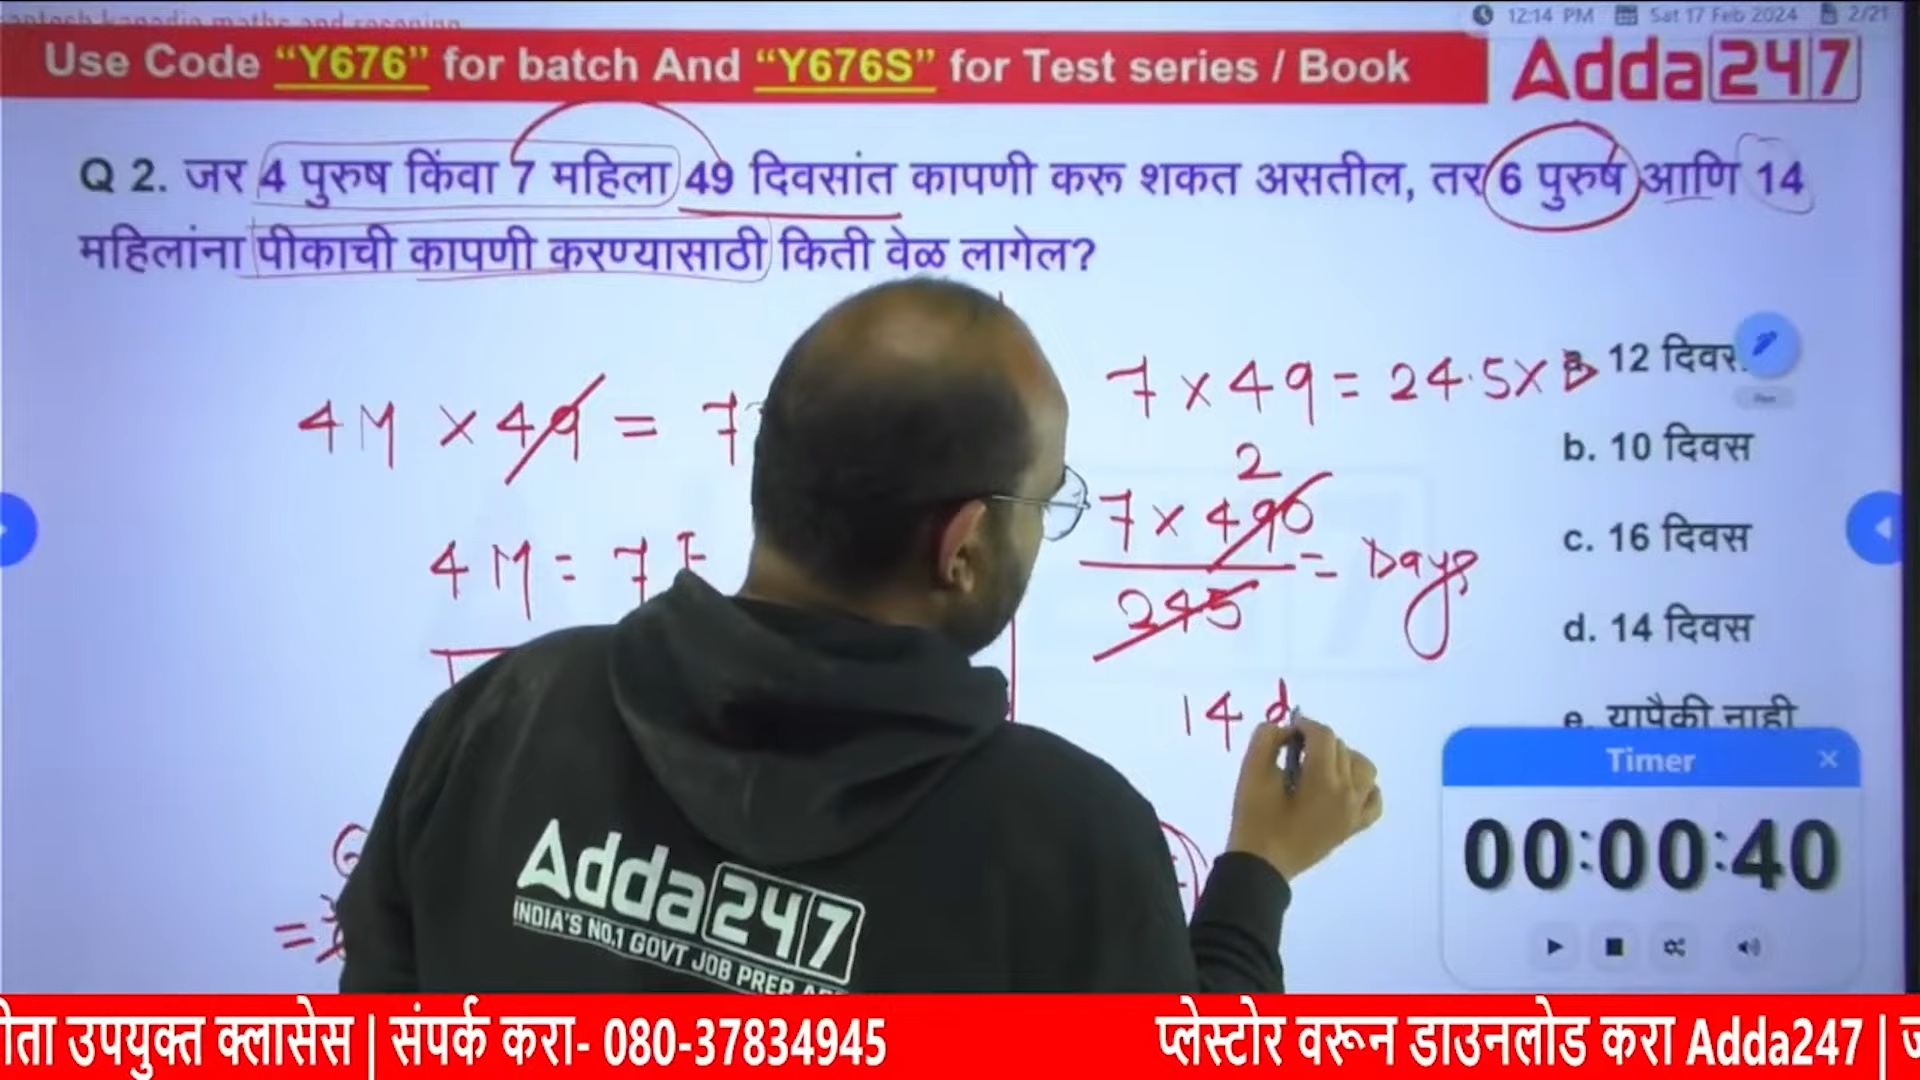 12:14 PM Sat 17 Feb 2024 2/21
Use Code “Y676” for batch And “Y676S” for Test series / Book
Adda247
Q 2. जर 4 पुरुष किंवा 7 महिला 49 दिवसांत कापणी करू शकत असतील, तर 6 पुरुष आणि 14
महिलांना पीकाची कापणी करण्यासाठी किती वेळ लागेल?
4M × 49 = 7
4M = 7F
7 × 49 = 24.5 × D
2
7 × 490
245
= Days
14 d
a. 12 दिवस
b. 10 दिवस
c. 16 दिवस
d. 14 दिवस
e. यापैकी नाही
Timer
00:00:40
Adda247
INDIA'S NO.1 GOVT JOB PREP
उपयुक्त क्लासेस | संपर्क करा- 080-37834945
प्लेस्टोर वरून डाउनलोड करा Adda247 |